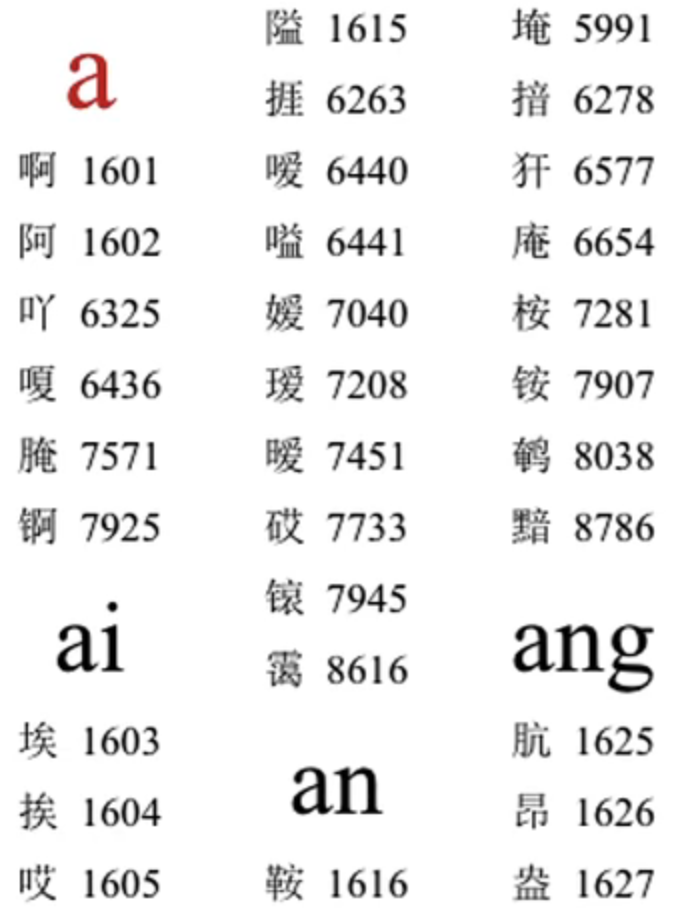 a
啊 1601
阿 1602
吖 6325
嗄 6436
腌 7571
锕 7925
ai
埃 1603
挨 1604
哎 1605
隘 1615
捱 6263
嗳 6440
嗌 6441
嫒 7040
瑷 7208
暧 7451
砹 7733
锿 7945
霭 8616
an
鞍 1616
埯 5991
揞 6278
犴 6577
庵 6654
桉 7281
铵 7907
鹌 8038
黯 8786
ang
肮 1625
昂 1626
盎 1627